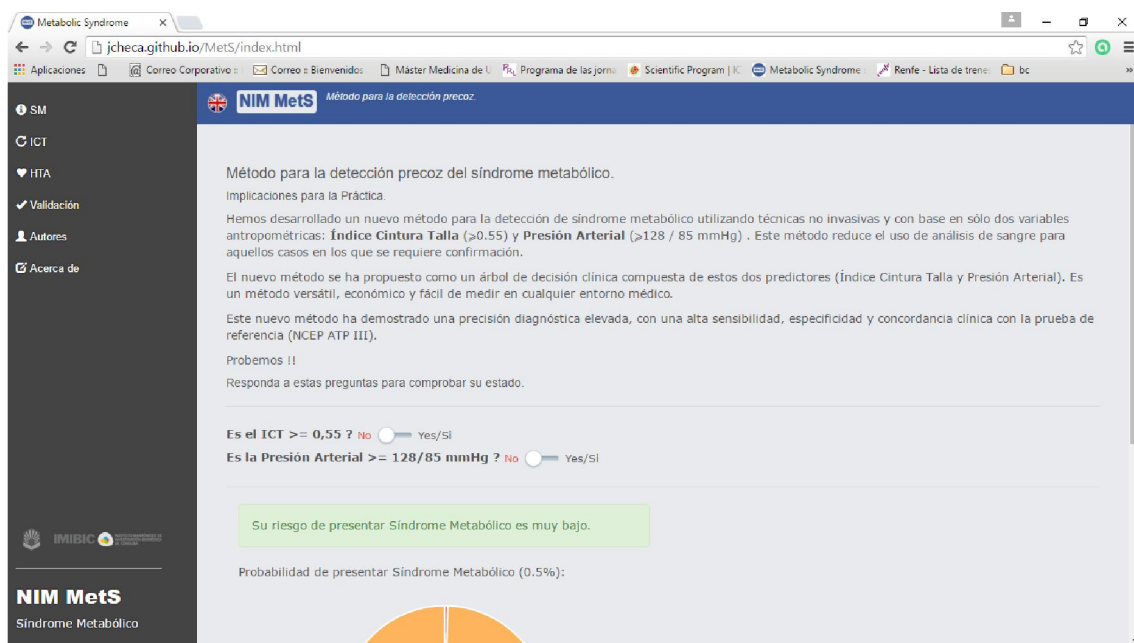 Metabolic Syndrome
jcheca.github.io/MetS/index.html
Aplicaciones
Correo Corporativo ::
Correo :: Bienvenidos
Máster Medicina de U
Programa de las jorna
Scientific Program | K
Metabolic Syndrome
Renfe - Lista de trene
bc
»
SM
ICT
HTA
Validación
Autores
Acerca de
IMIBIC
NIM MetS
Síndrome Metabólico
NIM MetS
Método para la detección precoz.
Método para la detección precoz del síndrome metabólico.
Implicaciones para la Práctica.
Hemos desarrollado un nuevo método para la detección de síndrome metabólico utilizando técnicas no invasivas y con base en sólo dos variables
antropométricas: Índice Cintura Talla (⩾0.55) y Presión Arterial (⩾128 / 85 mmHg) . Este método reduce el uso de análisis de sangre para
aquellos casos en los que se requiere confirmación.
El nuevo método se ha propuesto como un árbol de decisión clínica compuesta de estos dos predictores (Índice Cintura Talla y Presión Arterial). Es
un método versátil, económico y fácil de medir en cualquier entorno médico.
Este nuevo método ha demostrado una precisión diagnóstica elevada, con una alta sensibilidad, especificidad y concordancia clínica con la prueba de
referencia (NCEP ATP III).
Probemos !!
Responda a estas preguntas para comprobar su estado.
Es el ICT >= 0,55 ? No Yes/Sí
Es la Presión Arterial >= 128/85 mmHg ? No Yes/Sí
Su riesgo de presentar Síndrome Metabólico es muy bajo.
Probabilidad de presentar Síndrome Metabólico (0.5%):